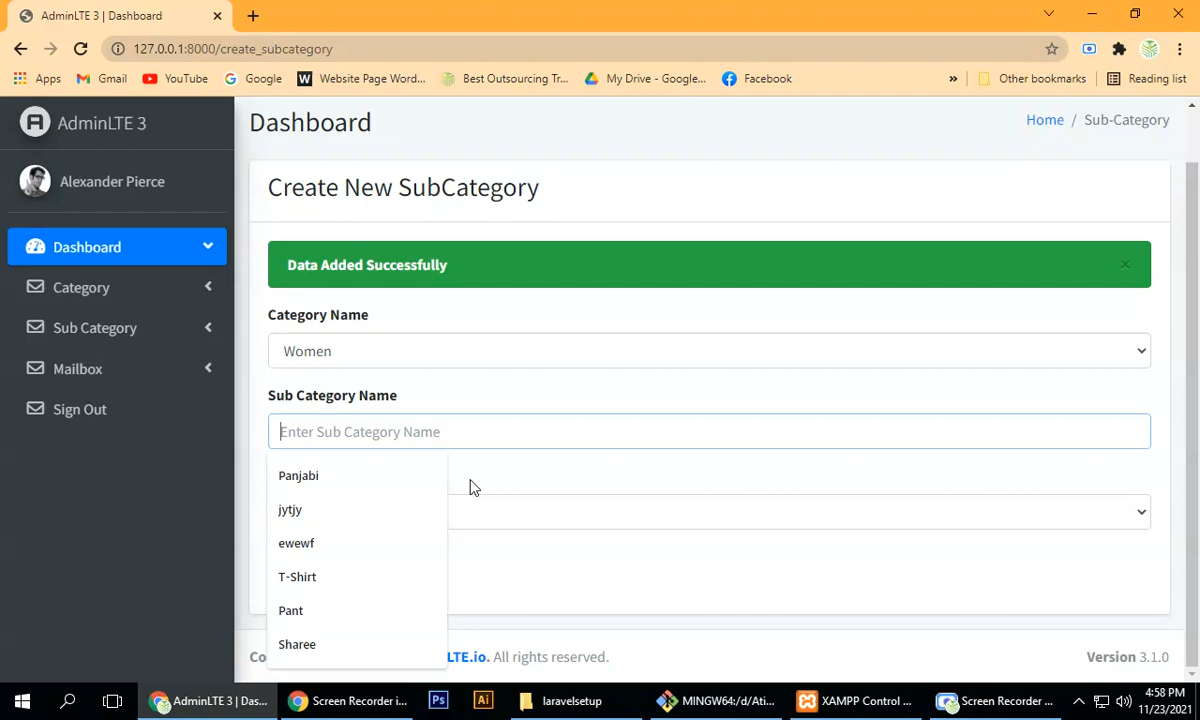 AdminLTE 3 | Dashboard
127.0.0.1:8000/create_subcategory
Apps
Gmail
YouTube
Google
Website Page Word...
Best Outsourcing Tr...
My Drive - Google...
Facebook
»
Other bookmarks
Reading list
AdminLTE 3
Alexander Pierce
Dashboard
Category
Sub Category
Mailbox
Sign Out
Dashboard
Home / Sub-Category
Create New SubCategory
Data Added Successfully
×
Category Name
Women
Sub Category Name
Enter Sub Category Name
Panjabi
jytjy
ewewf
T-Shirt
Pant
Sharee
Co
LTE.io. All rights reserved.
Version 3.1.0
AdminLTE 3 | Das...
Screen Recorder i...
Ps
Ai
laravelsetup
MINGW64:/d/Ati...
XAMPP Control ...
Screen Recorder ...
4:58 PM
11/23/2021